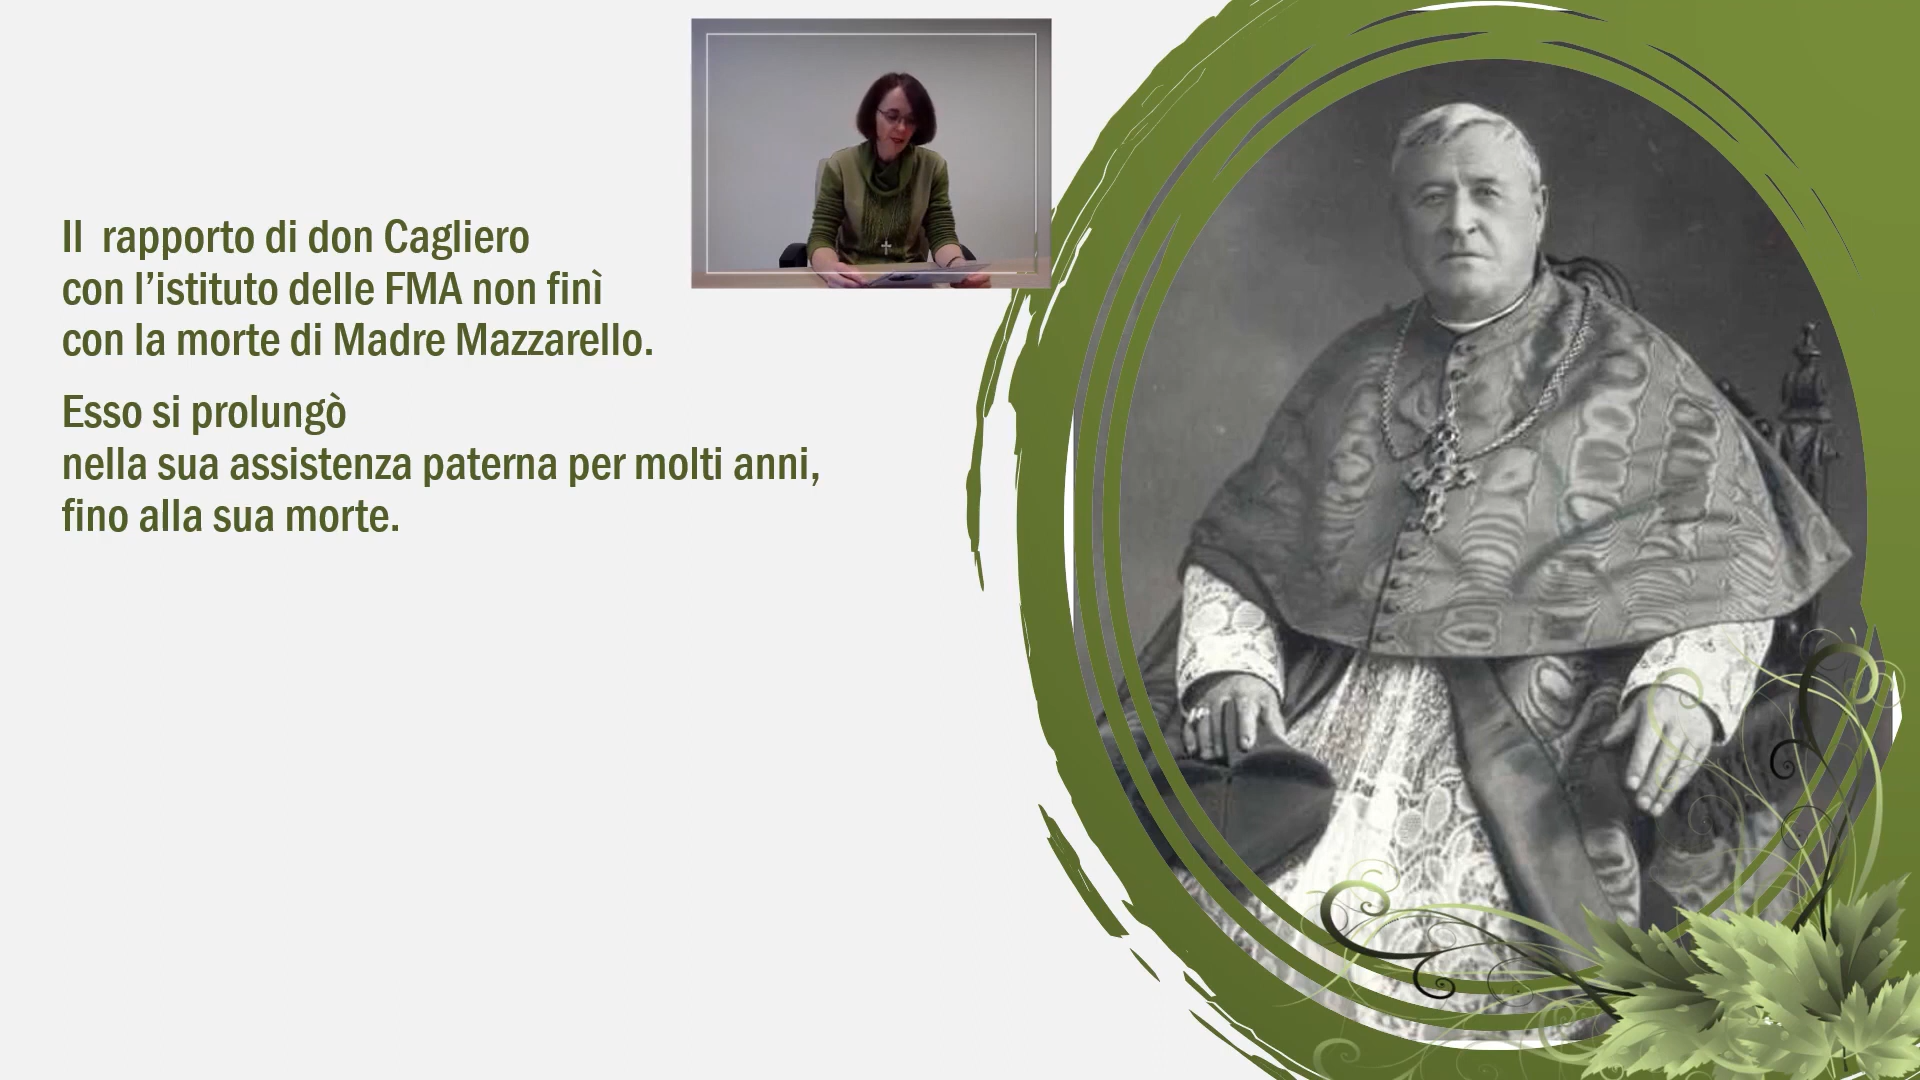 Il  rapporto di don Cagliero
con l’istituto delle FMA non finì
con la morte di Madre Mazzarello.
Esso si prolungò
nella sua assistenza paterna per molti anni,
fino alla sua morte.